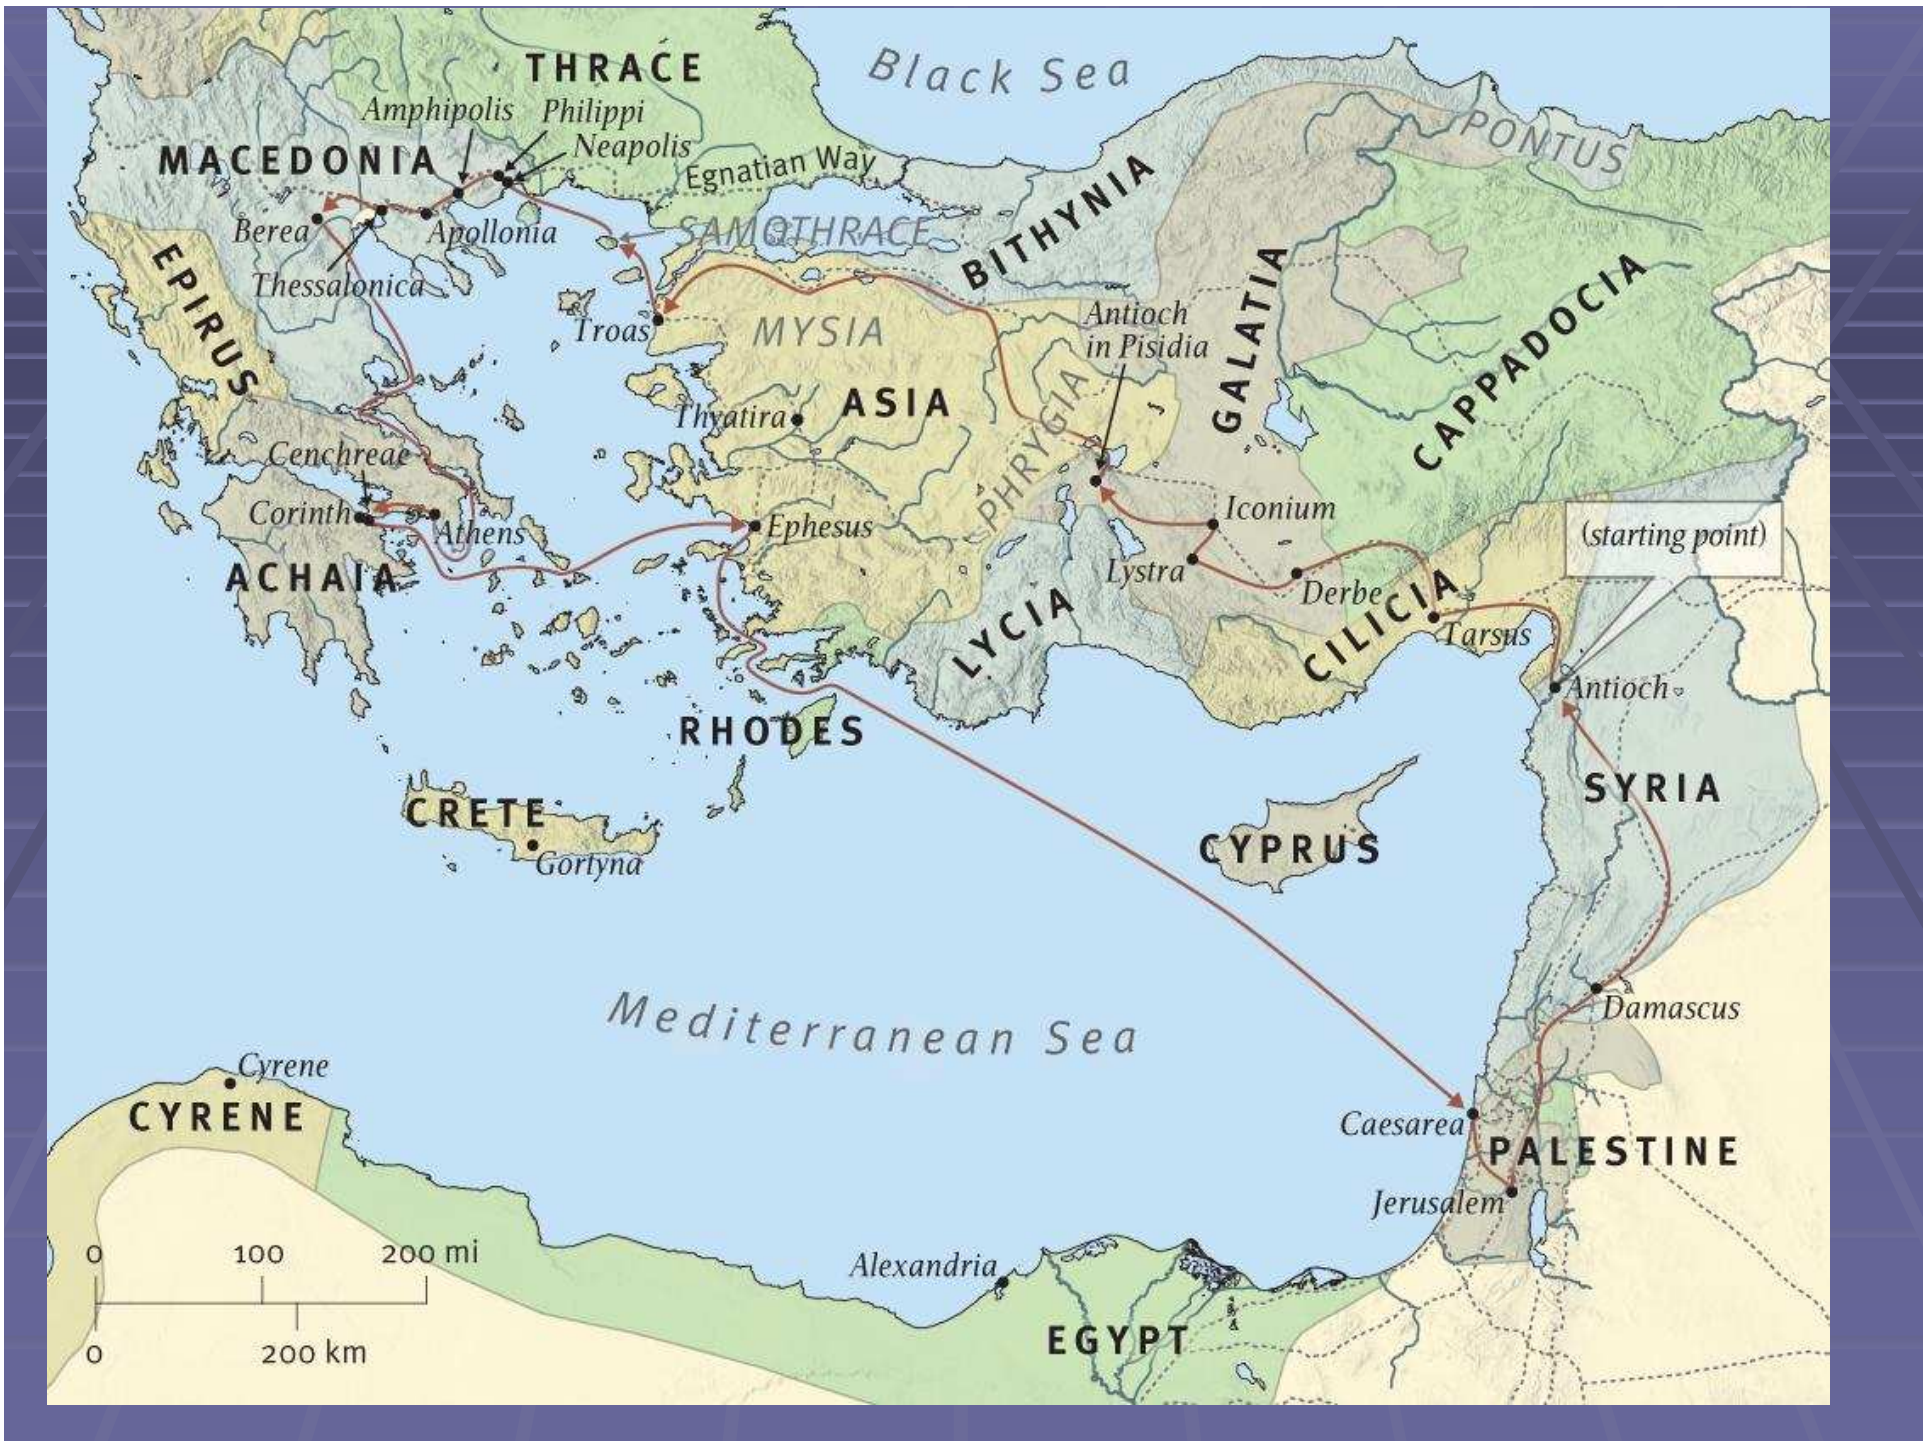 Black Sea
THRACE
Amphipolis
Philippi
Neapolis
MACEDONIA
Egnatian Way
PONTUS
BITHYNIA
Berea
Apollonia
SAMOTHRACE
Thessalonica
EPIRUS
GALATIA
CAPPADOCIA
Troas
MYSIA
Antioch
in Pisidia
Thyatira
ASIA
PHRYGIA
Cenchreae
Corinth
Athens
Ephesus
Iconium
(starting point)
ACHAIA
Lystra
Derbe
LYCIA
CILICIA
Tarsus
Antioch
RHODES
SYRIA
CRETE
Gortyna
CYPRUS
Mediterranean Sea
Damascus
Cyrene
CYRENE
Caesarea
PALESTINE
Jerusalem
0 100 200 mi
0 200 km
Alexandria
EGYPT